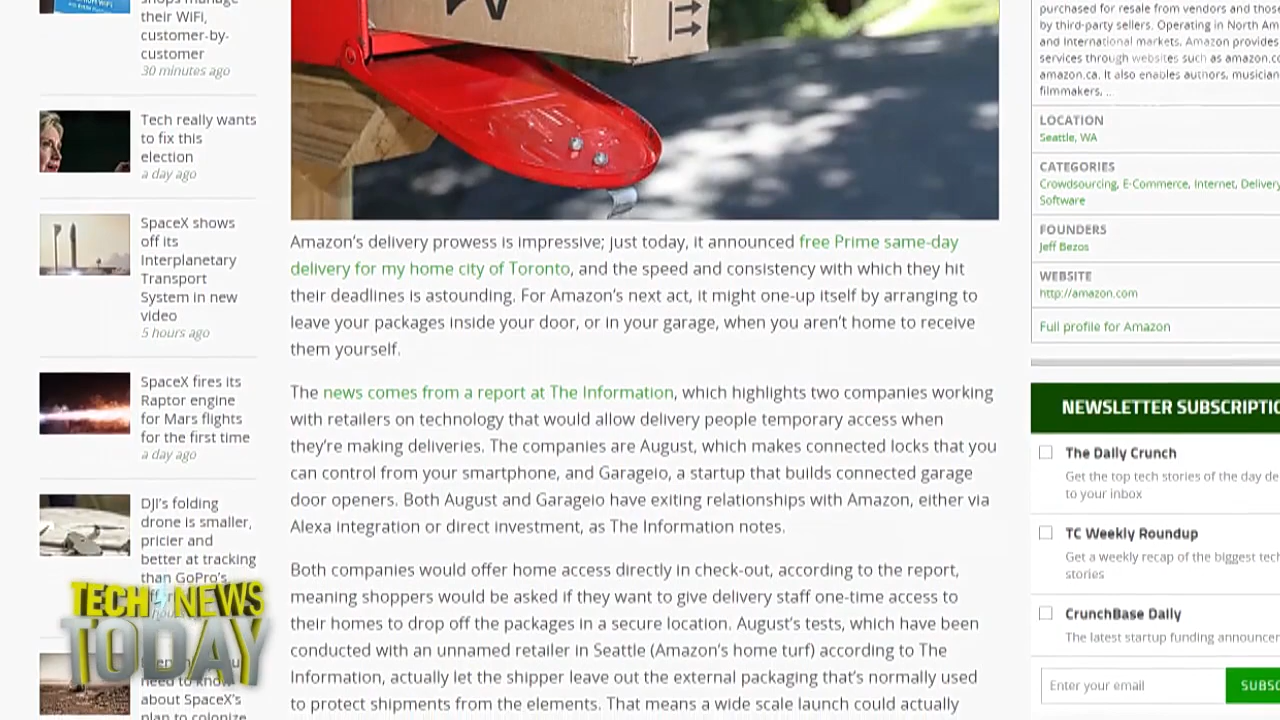 shops manage
their WiFi,
customer-by-
customer
30 minutes ago
Tech really wants
to fix this
election
a day ago
SpaceX shows
off its
Interplanetary
Transport
System in new
video
5 hours ago
SpaceX fires its
Raptor engine
for Mars flights
for the first time
a day ago
DJI's folding
drone is smaller,
pricier and
better at tracking
than GoPro's
need to know
about SpaceX's
plan to colonize
TECH NEWS
TODAY
Amazon's delivery prowess is impressive; just today, it announced free Prime same-day
delivery for my home city of Toronto, and the speed and consistency with which they hit
their deadlines is astounding. For Amazon's next act, it might one-up itself by arranging to
leave your packages inside your door, or in your garage, when you aren't home to receive
them yourself.
The news comes from a report at The Information, which highlights two companies working
with retailers on technology that would allow delivery people temporary access when
they're making deliveries. The companies are August, which makes connected locks that you
can control from your smartphone, and Garageio, a startup that builds connected garage
door openers. Both August and Garageio have exiting relationships with Amazon, either via
Alexa integration or direct investment, as The Information notes.
Both companies would offer home access directly in check-out, according to the report,
meaning shoppers would be asked if they want to give delivery staff one-time access to
their homes to drop off the packages in a secure location. August's tests, which have been
conducted with an unnamed retailer in Seattle (Amazon's home turf) according to The
Information, actually let the shipper leave out the external packaging that's normally used
to protect shipments from the elements. That means a wide scale launch could actually
purchased for resale from vendors and those
by third-party sellers. Operating in North Am
and International markets, Amazon provides
services through websites such as amazon.co
amazon.ca. It also enables authors, musician
filmmakers, ..
LOCATION
Seattle, WA
CATEGORIES
Crowdsourcing, E-Commerce, Internet, Delivery
Software
FOUNDERS
Jeff Bezos
WEBSITE
http://amazon.com
Full profile for Amazon
NEWSLETTER SUBSCRIPTIO
The Daily Crunch
Get the top tech stories of the day de
to your inbox
TC Weekly Roundup
Get a weekly recap of the biggest tech
stories
CrunchBase Daily
The latest startup funding announcer
Enter your email
SUBSC